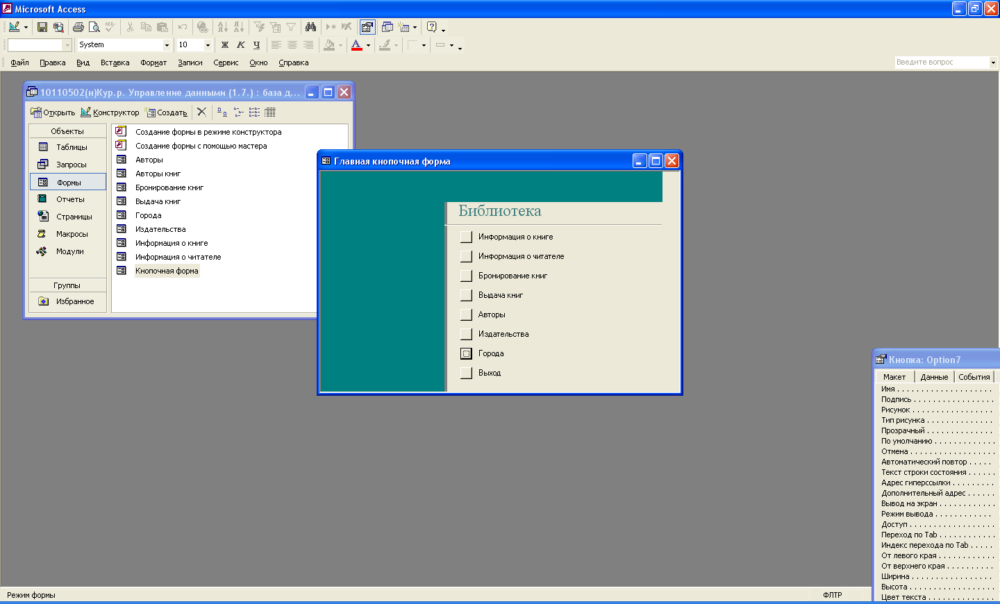 Microsoft Access
System
10
Ж К Ч
Файл Правка Вид Вставка Формат Записи Сервис Окно Справка
Введите вопрос
10110502(н)Кур.р. Управление данными (1.7.) : база д...
Открыть Конструктор Создать
Объекты
Таблицы
Запросы
Формы
Отчеты
Страницы
Макросы
Модули
Группы
Избранное
Создание формы в режиме конструктора
Создание формы с помощью мастера
Авторы
Авторы книг
Бронирование книг
Выдача книг
Города
Издательства
Информация о книге
Информация о читателе
Кнопочная форма
Главная кнопочная форма
Библиотека
Информация о книге
Информация о читателе
Бронирование книг
Выдача книг
Авторы
Издательства
Города
Выход
Кнопка: Option7
Макет Данные События
Имя . . . . . . . . . . . . . . . . . . . .
Подпись . . . . . . . . . . . . . . . . .
Рисунок . . . . . . . . . . . . . . . . .
Тип рисунка . . . . . . . . . . . . . .
Прозрачный . . . . . . . . . . . . . .
По умолчанию . . . . . . . . . . . . .
Отмена . . . . . . . . . . . . . . . . . .
Автоматический повтор . . . . .
Текст строки состояния . . . . . .
Адрес гиперссылки . . . . . . . . .
Дополнительный адрес . . . . . .
Вывод на экран . . . . . . . . . . . .
Режим вывода . . . . . . . . . . . .
Доступ . . . . . . . . . . . . . . . . . .
Переход по Tab . . . . . . . . . . . .
Индекс перехода по Tab . . . . .
От левого края . . . . . . . . . . . .
От верхнего края . . . . . . . . . .
Ширина . . . . . . . . . . . . . . . . .
Высота . . . . . . . . . . . . . . . . . .
Цвет текста . . . . . . . . . . . . . .
Режим формы
ФЛТР